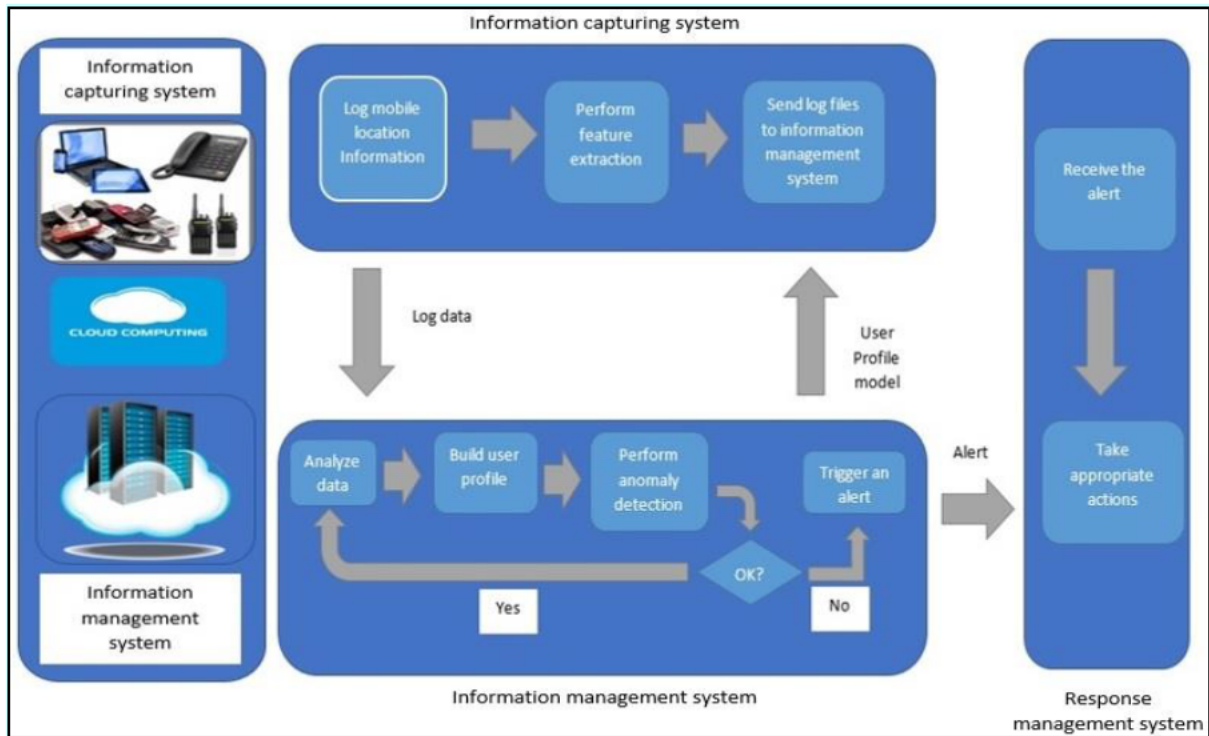 Information capturing system
Information
capturing system
CLOUD COMPUTING
Information
management
system
Log mobile
location
Information
Perform
feature
extraction
Send log files
to information
management
system
Log data
User
Profile
model
Analyze
data
Build user
profile
Perform
anomaly
detection
Trigger an
alert
OK?
Yes
No
Information management system
Alert
Receive the
alert
Take
appropriate
actions
Response
management system